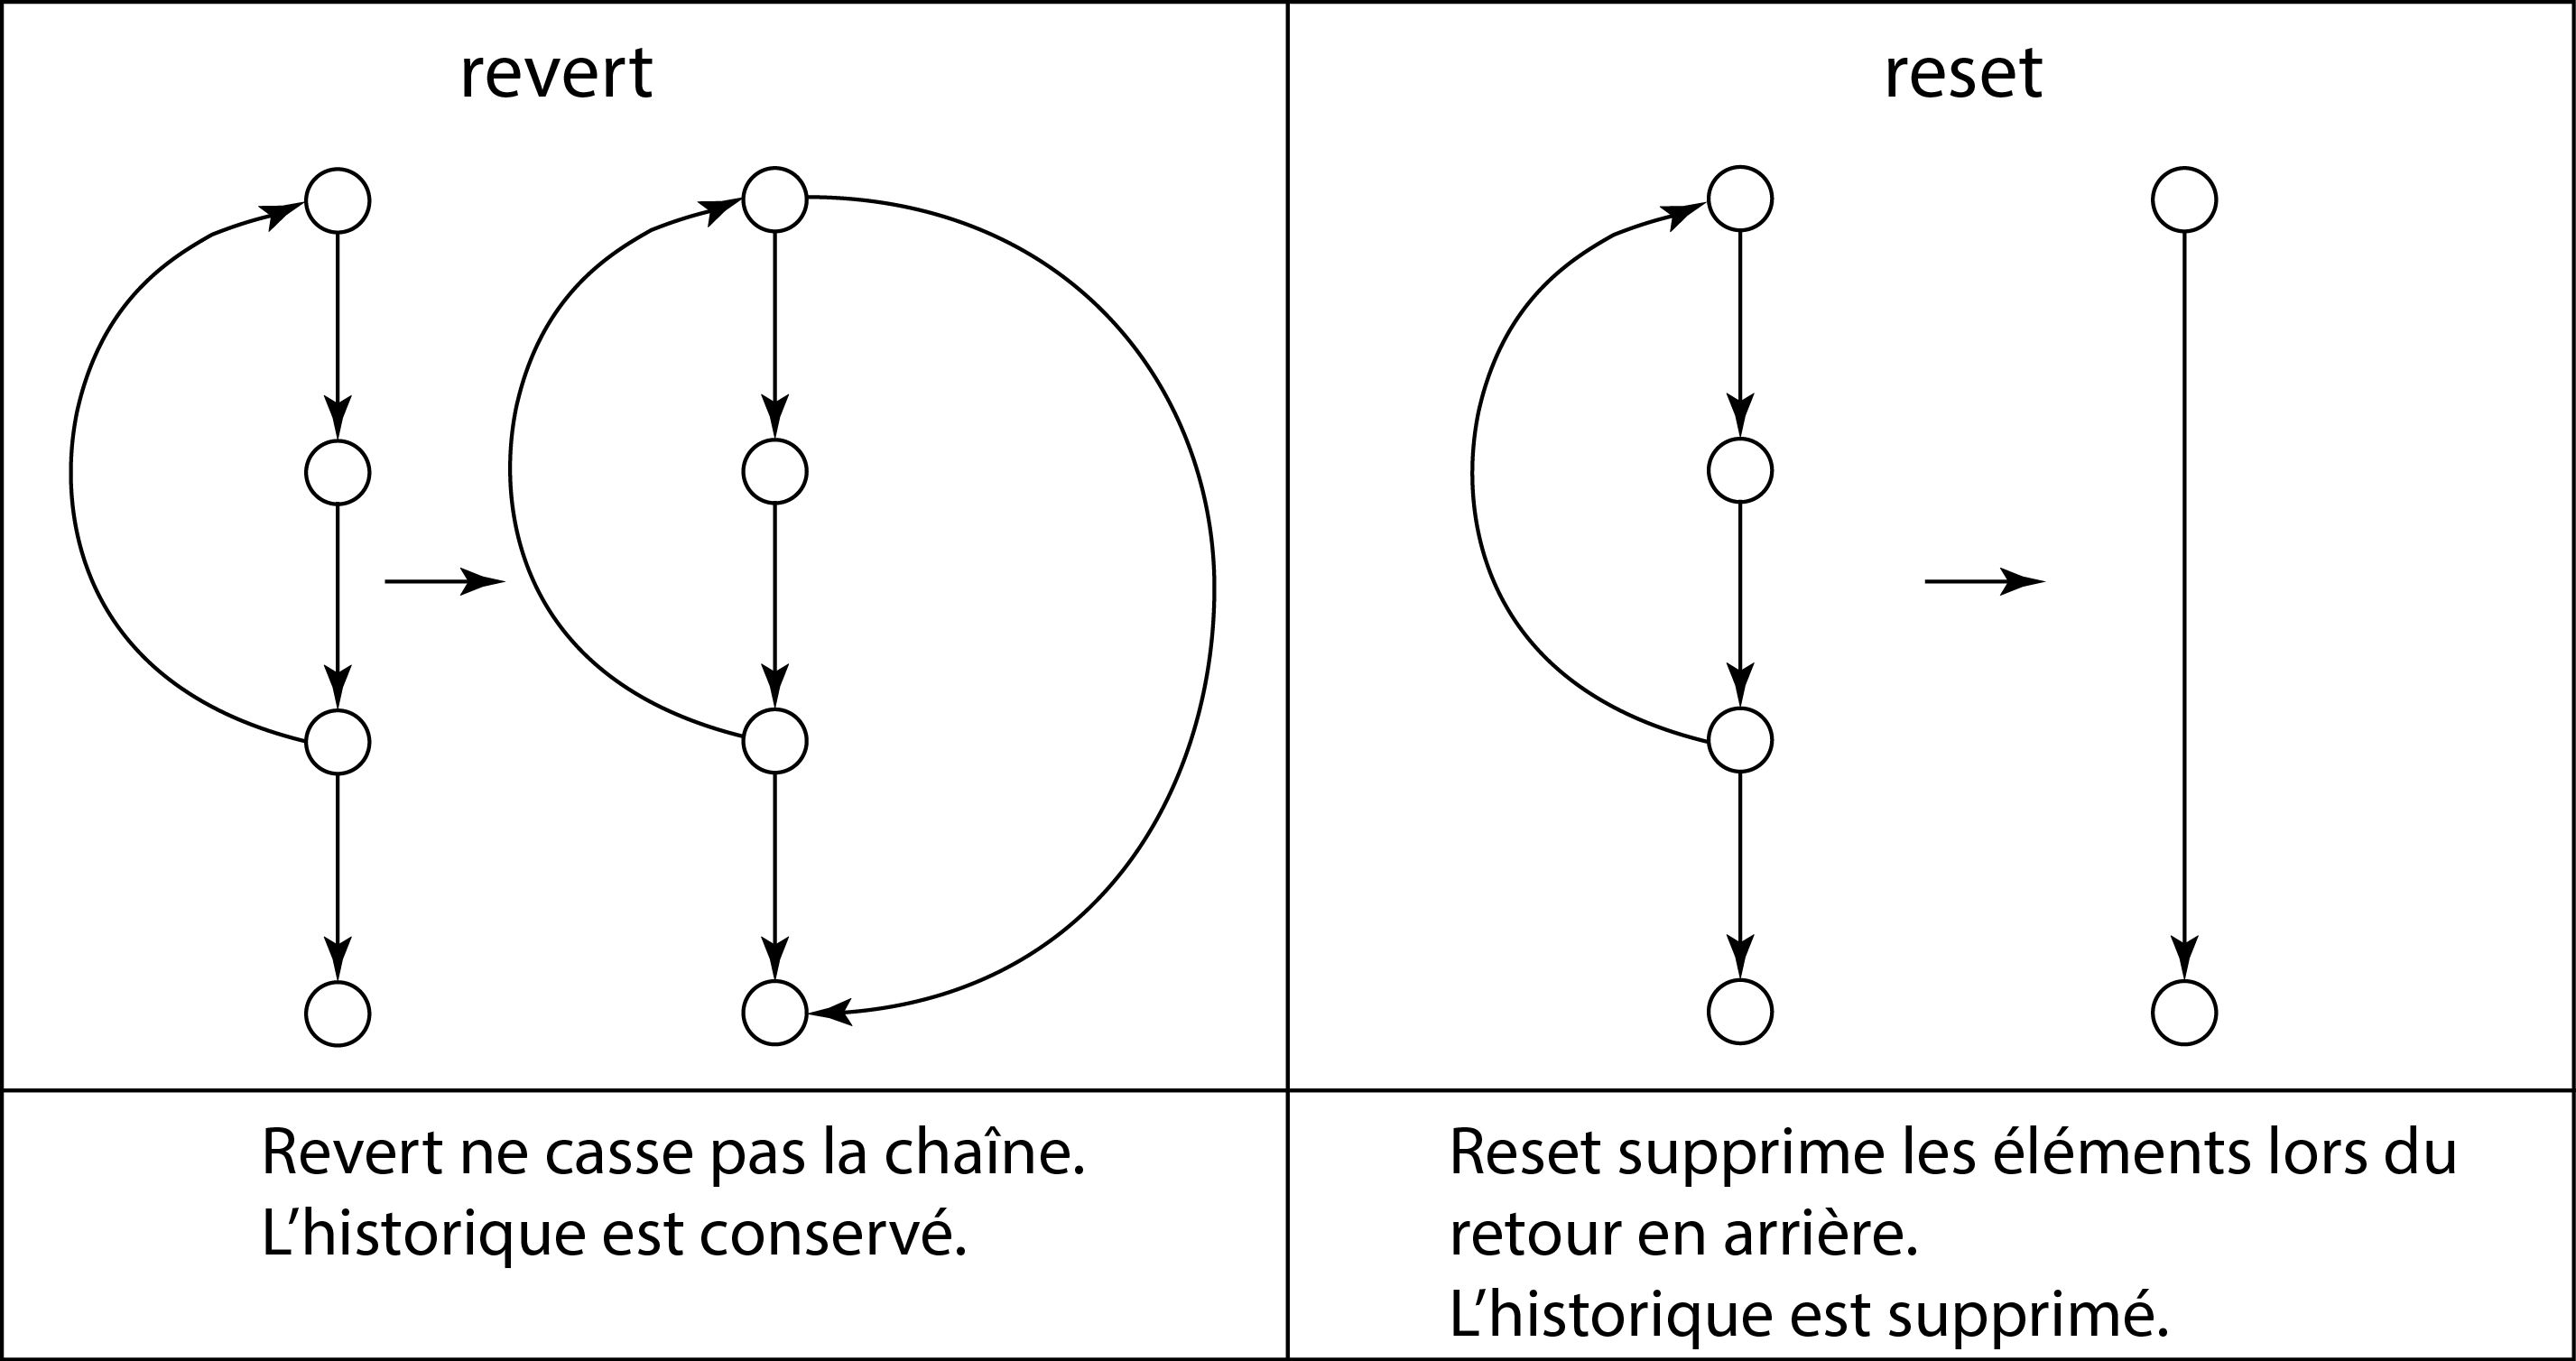 revert
reset
Revert ne casse pas la chaîne.
L’historique est conservé.
Reset supprime les éléments lors du
retour en arrière.
L’historique est supprimé.